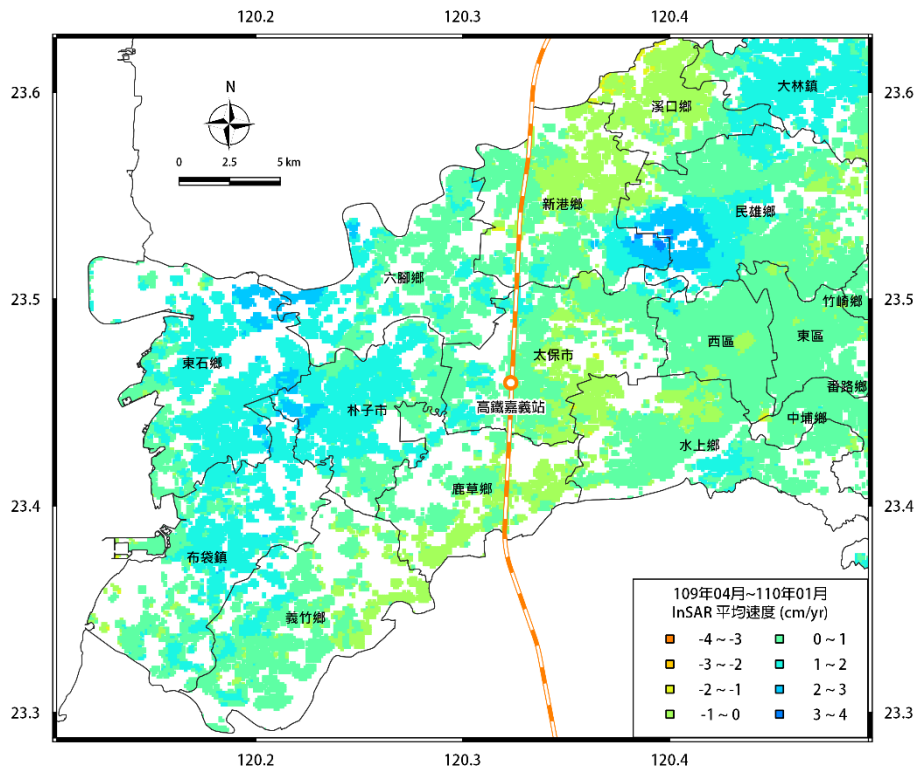 120.2 120.3 120.4
23.6 23.6
N
0 2.5 5 km
大林鎮
溪口鄉
新港鄉
民雄鄉
六腳鄉
23.5 23.5
竹崎鄉
東石鄉
太保市
西區
東區
番路鄉
朴子市
高鐵嘉義站
中埔鄉
水上鄉
鹿草鄉
23.4 23.4
布袋鎮
義竹鄉
109年04月~110年01月
InSAR 平均速度 (cm/yr)
-4 ~ -3 0 ~ 1
-3 ~ -2 1 ~ 2
-2 ~ -1 2 ~ 3
-1 ~ 0 3 ~ 4
23.3 23.3
120.2 120.3 120.4